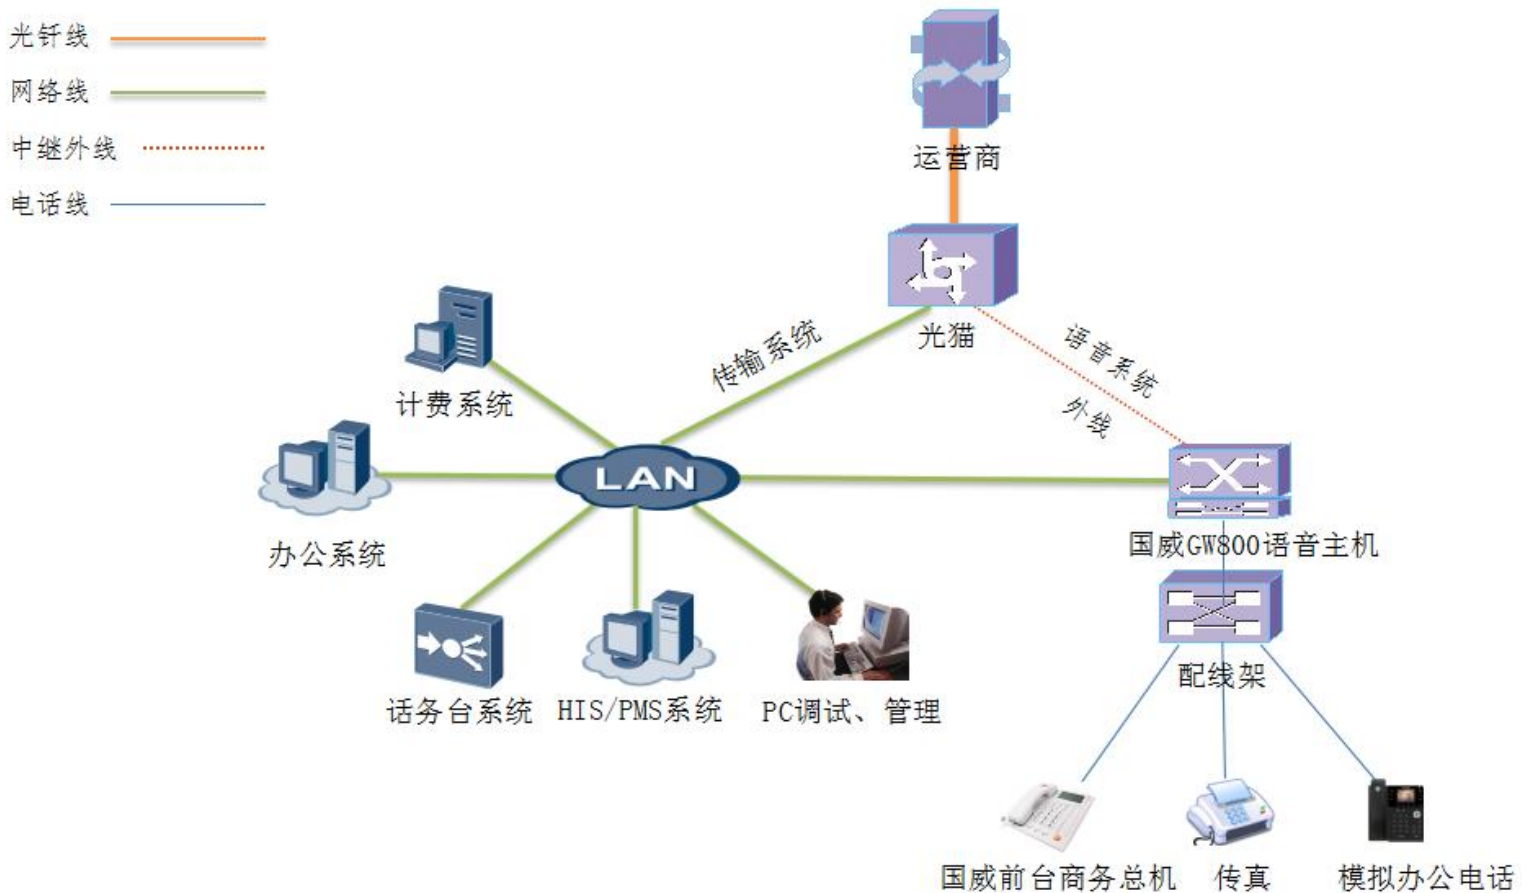 光钎线
网络线
中继外线
电话线
运营商
光猫
传输系统
语音系统
外线
计费系统
LAN
办公系统
国威GW800语音主机
配线架
话务台系统
HIS/PMS系统
PC调试、管理
国威前台商务总机
传真
模拟办公电话